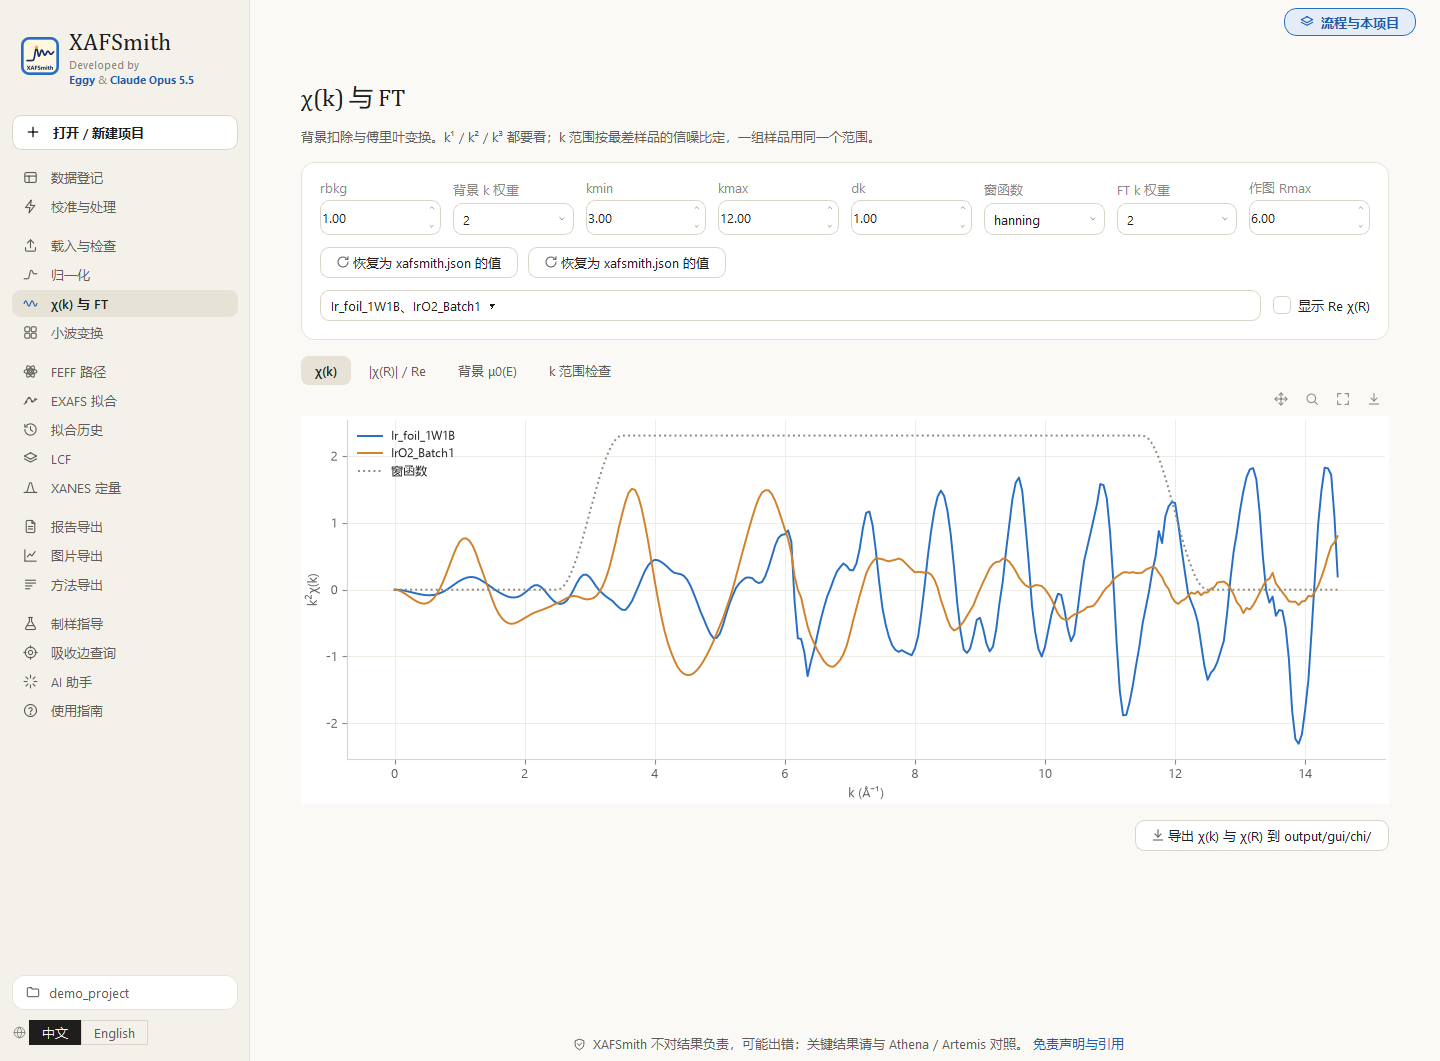 XAFSmith
Developed by
Eggy & Claude Opus 5.5
XAFSmith
打开 / 新建项目
数据登记
校准与处理
载入与检查
归一化
χ(k) 与 FT
小波变换
FEFF 路径
EXAFS 拟合
拟合历史
LCF
XANES 定量
报告导出
图片导出
方法导出
制样指导
吸收边查询
AI 助手
使用指南
demo_project
中文 English
流程与本项目
χ(k) 与 FT
背景扣除与傅里叶变换。k¹ / k² / k³ 都要看；k 范围按最差样品的信噪比定，一组样品用同一个范围。
rbkg 背景 k 权重 kmin kmax dk 窗函数 FT k 权重 作图 Rmax
1.00 2 3.00 12.00 1.00 hanning 2 6.00
恢复为 xafsmith.json 的值 恢复为 xafsmith.json 的值
Ir_foil_1W1B、IrO2_Batch1 显示 Re χ(R)
χ(k) |χ(R)| / Re 背景 μ0(E) k 范围检查
Ir_foil_1W1B
IrO2_Batch1
窗函数
2
1
0
-1
-2
k²χ(k)
0 2 4 6 8 10 12 14
k (Å⁻¹)
导出 χ(k) 与 χ(R) 到 output/gui/chi/
XAFSmith 不对结果负责，可能出错：关键结果请与 Athena / Artemis 对照。 免责声明与引用